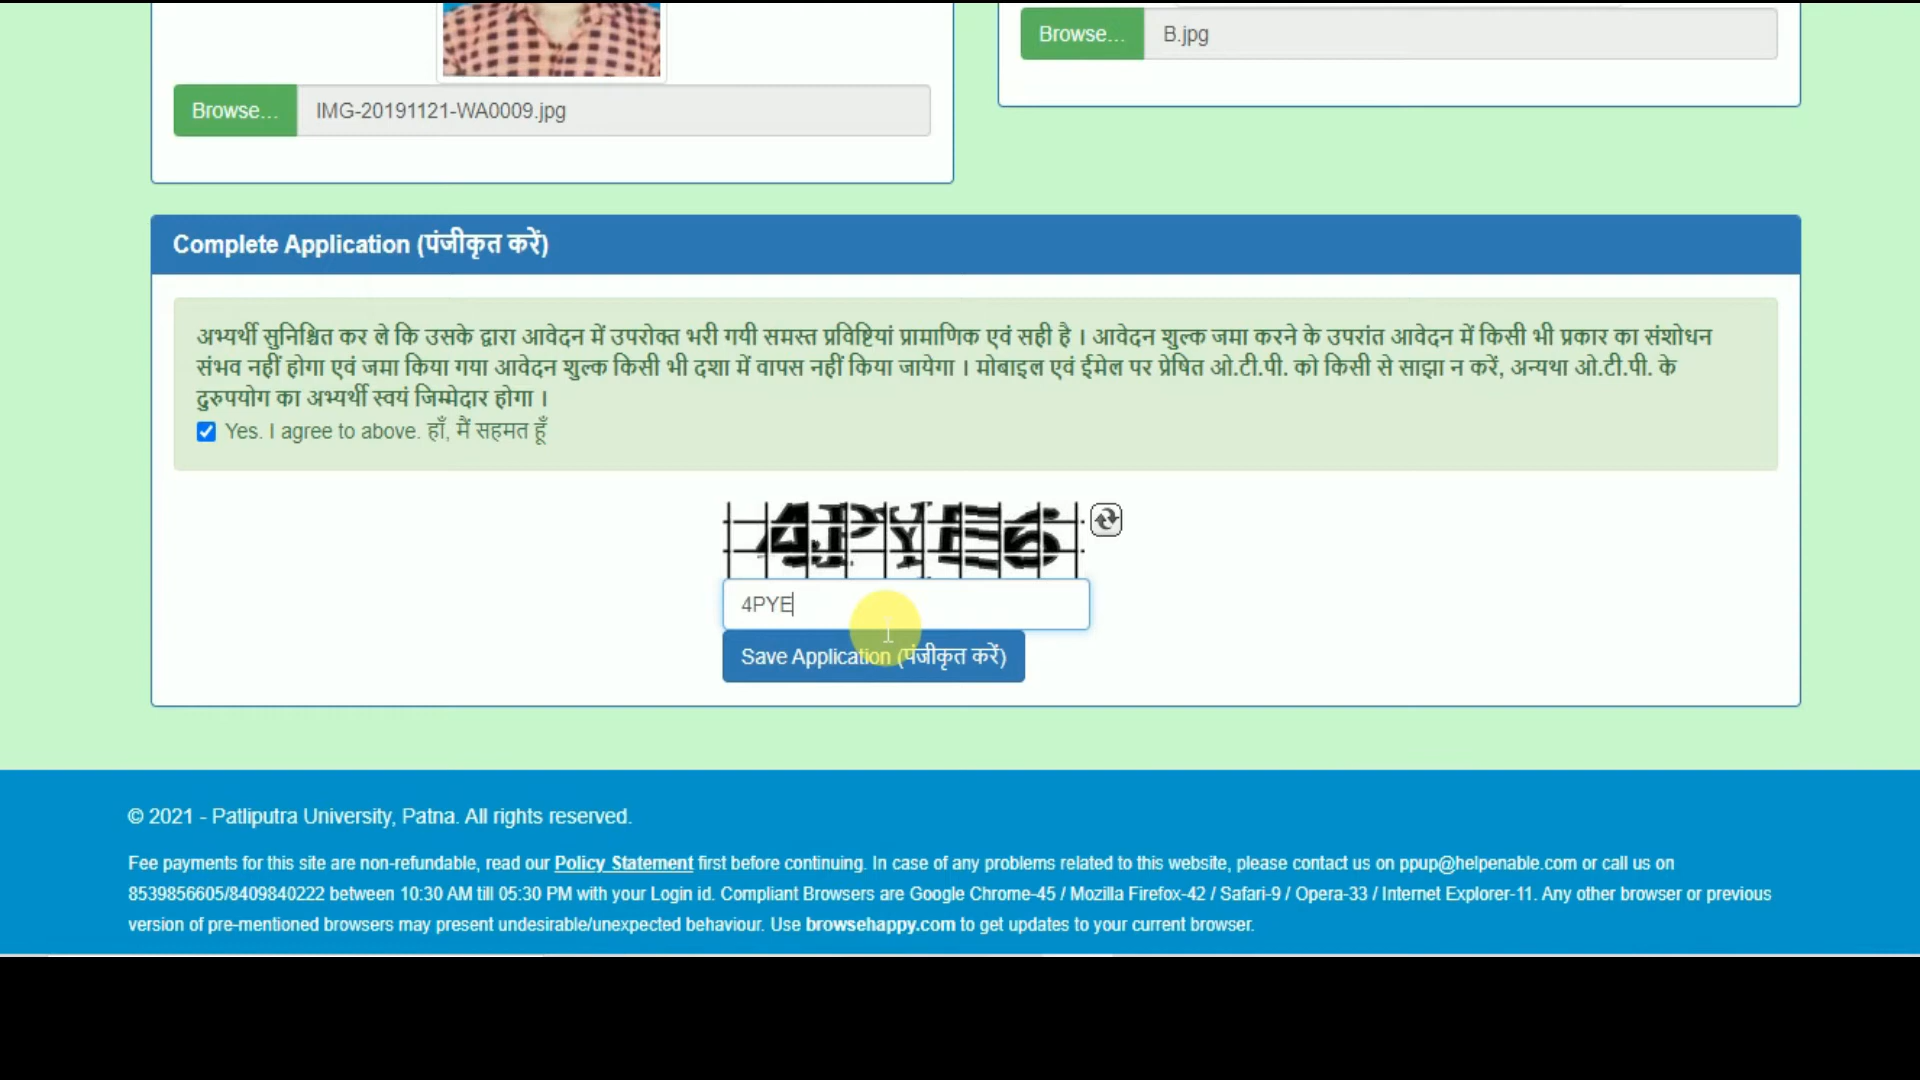 Browse...
B.jpg
Browse...
IMG-20191121-WA0009.jpg
Complete Application (पंजीकृत करें)
अभ्यर्थी सुनिश्चित कर ले कि उसके द्वारा आवेदन में उपरोक्त भरी गयी समस्त प्रविष्टियां प्रामाणिक एवं सही है । आवेदन शुल्क जमा करने के उपरांत आवेदन में किसी भी प्रकार का संशोधन
संभव नहीं होगा एवं जमा किया गया आवेदन शुल्क किसी भी दशा में वापस नहीं किया जायेगा । मोबाइल एवं ईमेल पर प्रेषित ओ.टी.पी. को किसी से साझा न करें, अन्यथा ओ.टी.पी. के
दुरुपयोग का अभ्यर्थी स्वयं जिम्मेदार होगा ।
Yes. I agree to above. हाँ, मैं सहमत हूँ
4PYE6
4PYE
Save Application (पंजीकृत करें)
© 2021 - Patliputra University, Patna. All rights reserved.
Fee payments for this site are non-refundable, read our Policy Statement first before continuing. In case of any problems related to this website, please contact us on ppup@helpenable.com or call us on
8539856605/8409840222 between 10:30 AM till 05:30 PM with your Login id. Compliant Browsers are Google Chrome-45 / Mozilla Firefox-42 / Safari-9 / Opera-33 / Internet Explorer-11. Any other browser or previous
version of pre-mentioned browsers may present undesirable/unexpected behaviour. Use browsehappy.com to get updates to your current browser.